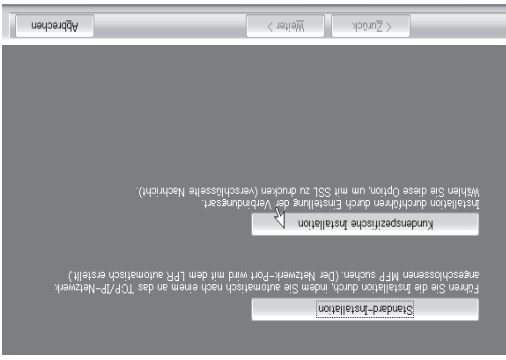 Standard-Installation
Führen Sie die Installation durch, indem Sie automatisch nach einem an das TCP/IP-Netzwerk
angeschlossenen MFP suchen. (Der Netzwerk-Port wird mit dem LPR automatisch erstellt)
Kundenspezifische Installation
Installation durchführen durch Einstellung der Verbindungsart.
Wählen Sie diese Option, um mit SSL zu drucken (verschlüsselte Nachricht).
< Zurück
Weiter >
Abbrechen